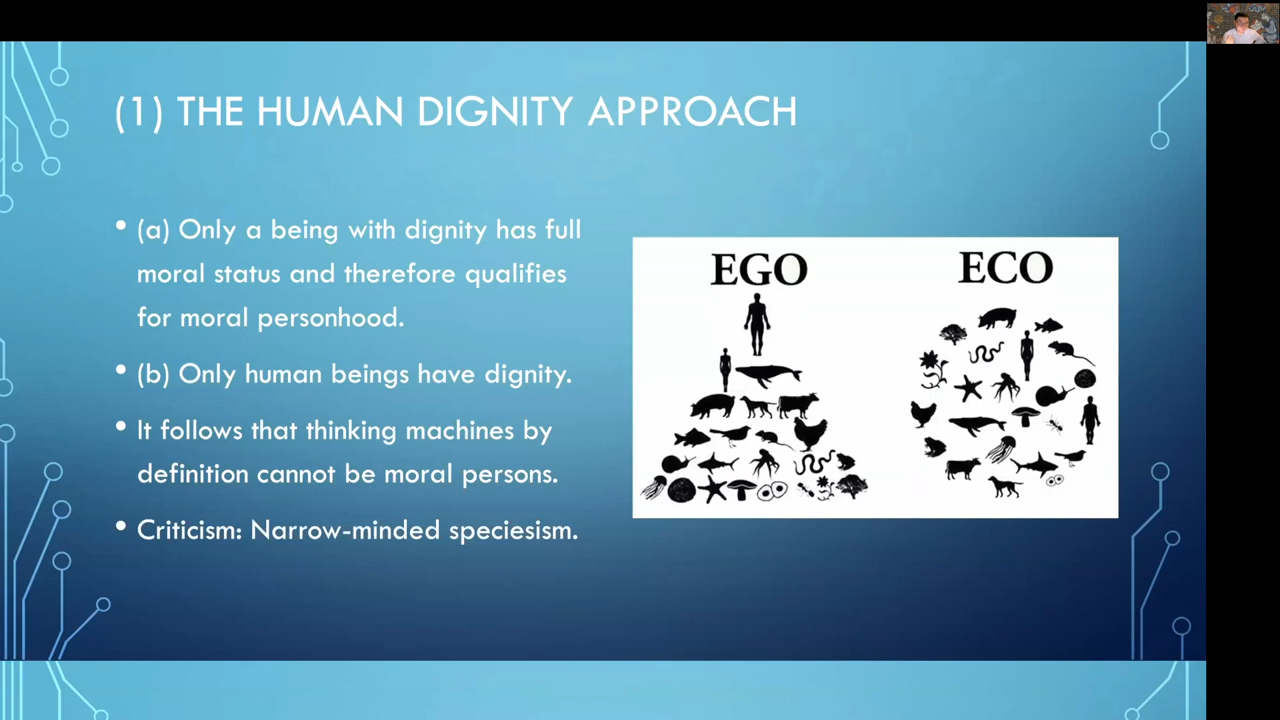 (1) THE HUMAN DIGNITY APPROACH
• (a) Only a being with dignity has full
moral status and therefore qualifies
for moral personhood.
• (b) Only human beings have dignity.
• It follows that thinking machines by
definition cannot be moral persons.
• Criticism: Narrow-minded speciesism.
EGO
ECO